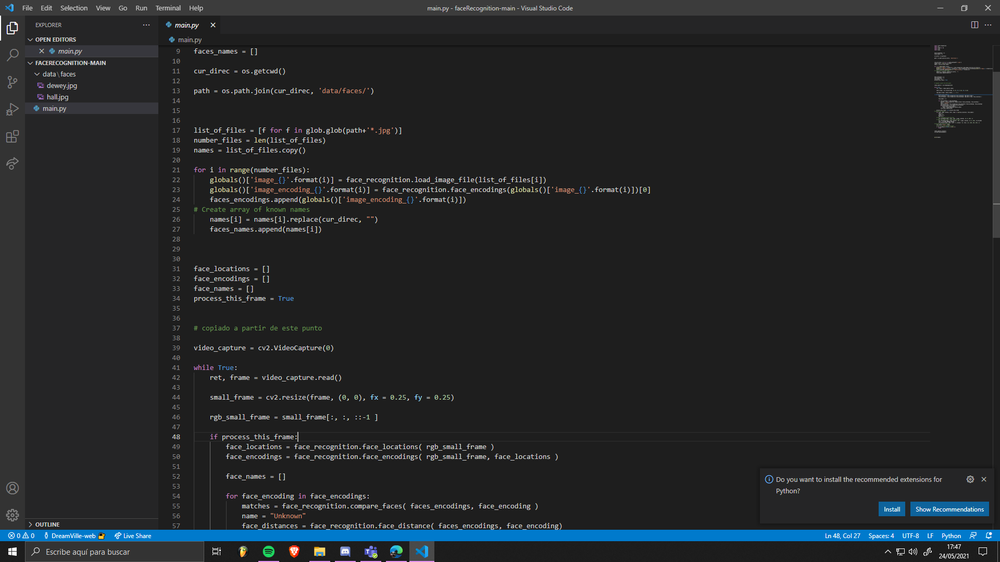 File Edit Selection View Go Run Terminal Help
main.py - faceRecognition-main - Visual Studio Code
EXPLORER
OPEN EDITORS
main.py
FACERECOGNITION-MAIN
data \ faces
dewey.jpg
hall.jpg
main.py
OUTLINE
main.py
main.py
9 faces_names = []
10
11 cur_direc = os.getcwd()
12
13 path = os.path.join(cur_direc, 'data/faces/')
14
15
16
17 list_of_files = [f for f in glob.glob(path+'*.jpg')]
18 number_files = len(list_of_files)
19 names = list_of_files.copy()
20
21 for i in range(number_files):
22 globals()['image_{}'.format(i)] = face_recognition.load_image_file(list_of_files[i])
23 globals()['image_encoding_{}'.format(i)] = face_recognition.face_encodings(globals()['image_{}'.format(i)])[0]
24 faces_encodings.append(globals()['image_encoding_{}'.format(i)])
25 # Create array of known names
26 names[i] = names[i].replace(cur_direc, "")
27 faces_names.append(names[i])
28
29
30
31 face_locations = []
32 face_encodings = []
33 face_names = []
34 process_this_frame = True
35
36
37 # copiado a partir de este punto
38
39 video_capture = cv2.VideoCapture(0)
40
41 while True:
42 ret, frame = video_capture.read()
43
44 small_frame = cv2.resize(frame, (0, 0), fx = 0.25, fy = 0.25)
45
46 rgb_small_frame = small_frame[:, :, ::-1 ]
47
48 if process_this_frame:
49 face_locations = face_recognition.face_locations( rgb_small_frame )
50 face_encodings = face_recognition.face_encodings( rgb_small_frame, face_locations )
51
52 face_names = []
53
54 for face_encoding in face_encodings:
55 matches = face_recognition.compare_faces( faces_encodings, face_encoding )
56 name = "Unknown"
57 face_distances = face_recognition.face_distance( faces_encodings, face_encoding)
Do you want to install the recommended extensions for
Python?
Install Show Recommendations
0 0 DreamVille-web Live Share
Ln 48, Col 27 Spaces: 4 UTF-8 LF Python
Escribe aquí para buscar
17:47
24/05/2021